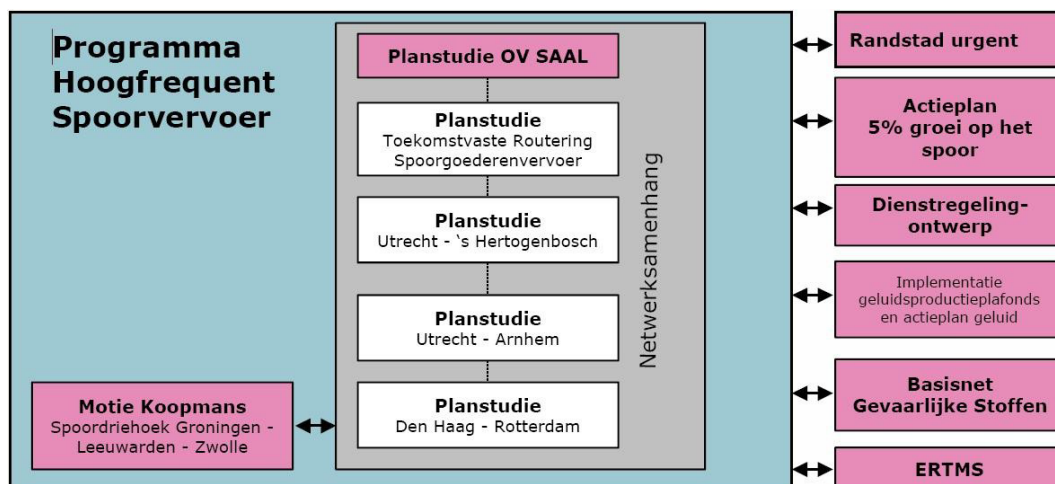 Programma
Hoogfrequent
Spoorvervoer
Planstudie OV SAAL
Planstudie
Toekomstvaste Routering
Spoorgoederenvervoer
Planstudie
Utrecht - ‘s Hertogenbosch
Planstudie
Utrecht - Arnhem
Planstudie
Den Haag - Rotterdam
Netwerksamenhang
Motie Koopmans
Spoordriehoek Groningen -
Leeuwarden - Zwolle
Randstad urgent
Actieplan
5% groei op het
spoor
Dienstregeling-
ontwerp
Implementatie
geluidsproductieplafonds
en actieplan geluid
Basisnet
Gevaarlijke Stoffen
ERTMS